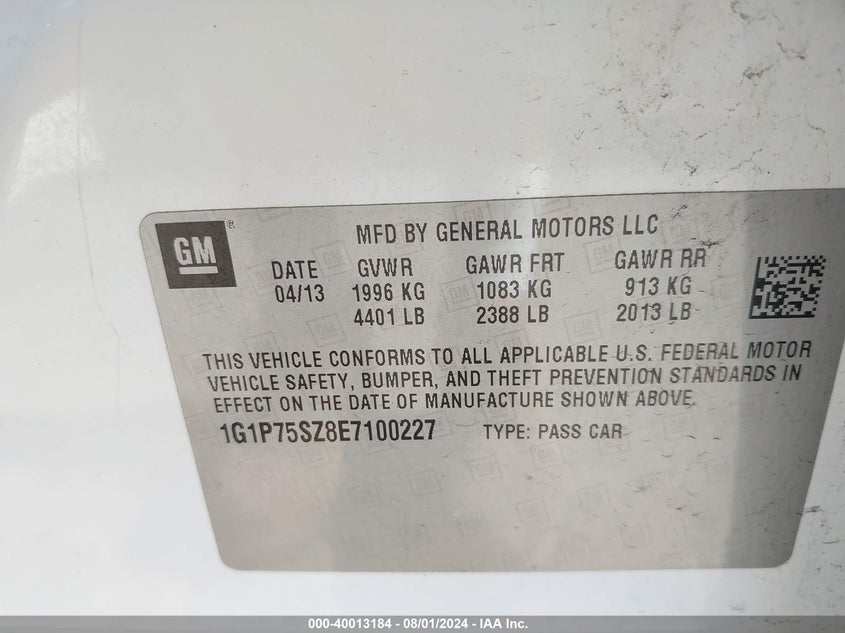 GM ®
MFD BY GENERAL MOTORS LLC
DATE GVWR GAWR FRT GAWR RR
04/13 1996 KG 1083 KG 913 KG
4401 LB 2388 LB 2013 LB
THIS VEHICLE CONFORMS TO ALL APPLICABLE U.S. FEDERAL MOTOR
VEHICLE SAFETY, BUMPER, AND THEFT PREVENTION STANDARDS IN
EFFECT ON THE DATE OF MANUFACTURE SHOWN ABOVE.
1G1P75SZ8E7100227 TYPE: PASS CAR
000-40013184 - 08/01/2024 - IAA Inc.